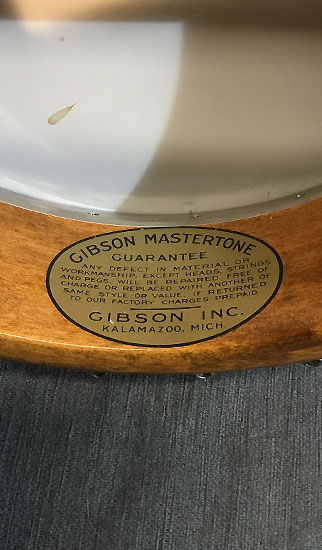 GIBSON MASTERTONE
GUARANTEE
ANY DEFECT IN MATERIAL OR
WORKMANSHIP, EXCEPT HEADS, STRINGS
AND PEGS, WILL BE REPAIRED FREE OF
CHARGE OR REPLACED WITH ANOTHER OF
SAME STYLE OR VALUE, IF RETURNED
TO OUR FACTORY CHARGES PREPAID
GIBSON INC.
KALAMAZOO, MICH.